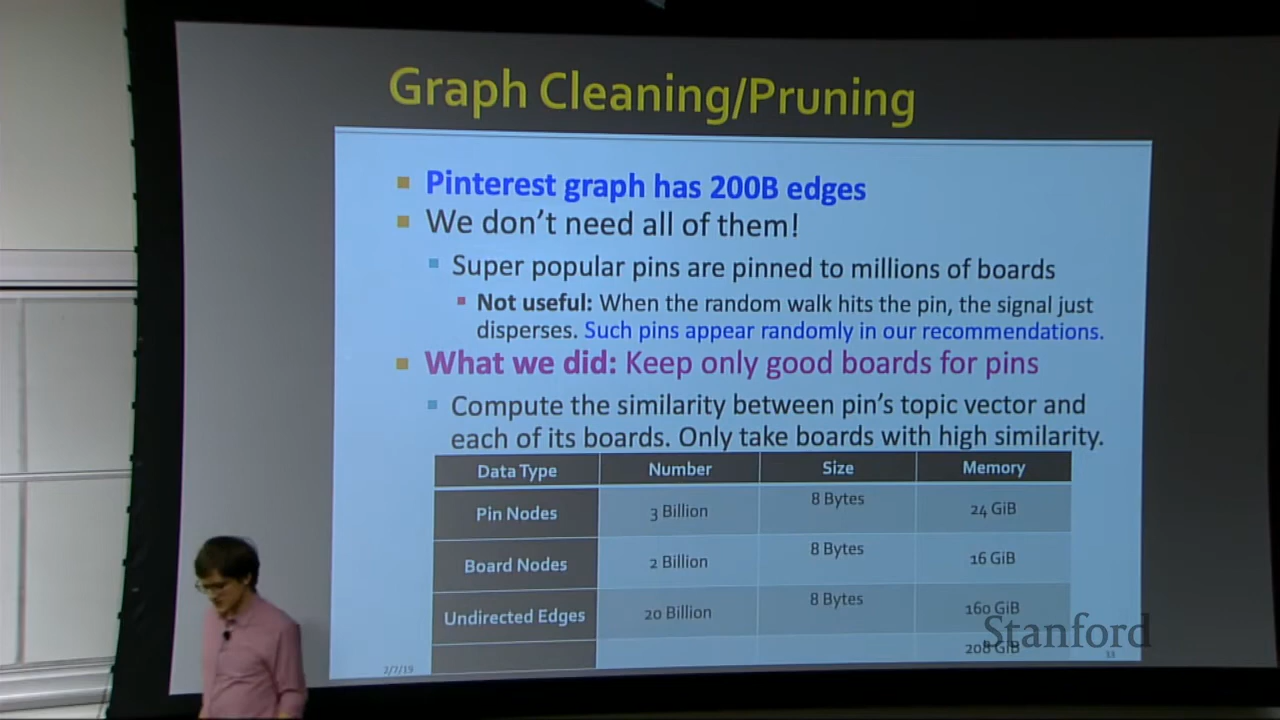 Graph Cleaning/Pruning
Pinterest graph has 200B edges
We don't need all of them!
Super popular pins are pinned to millions of boards
Not useful: When the random walk hits the pin, the signal just
disperses. Such pins appear randomly in our recommendations.
What we did: Keep only good boards for pins
Compute the similarity between pin's topic vector and
each of its boards. Only take boards with high similarity.
Data Type Number Size Memory
Pin Nodes 3 Billion 8 Bytes 24 GiB
Board Nodes 2 Billion 8 Bytes 16 GiB
Undirected Edges 20 Billion 8 Bytes 160 GiB
208 GiB
Stanford
2/7/19
33